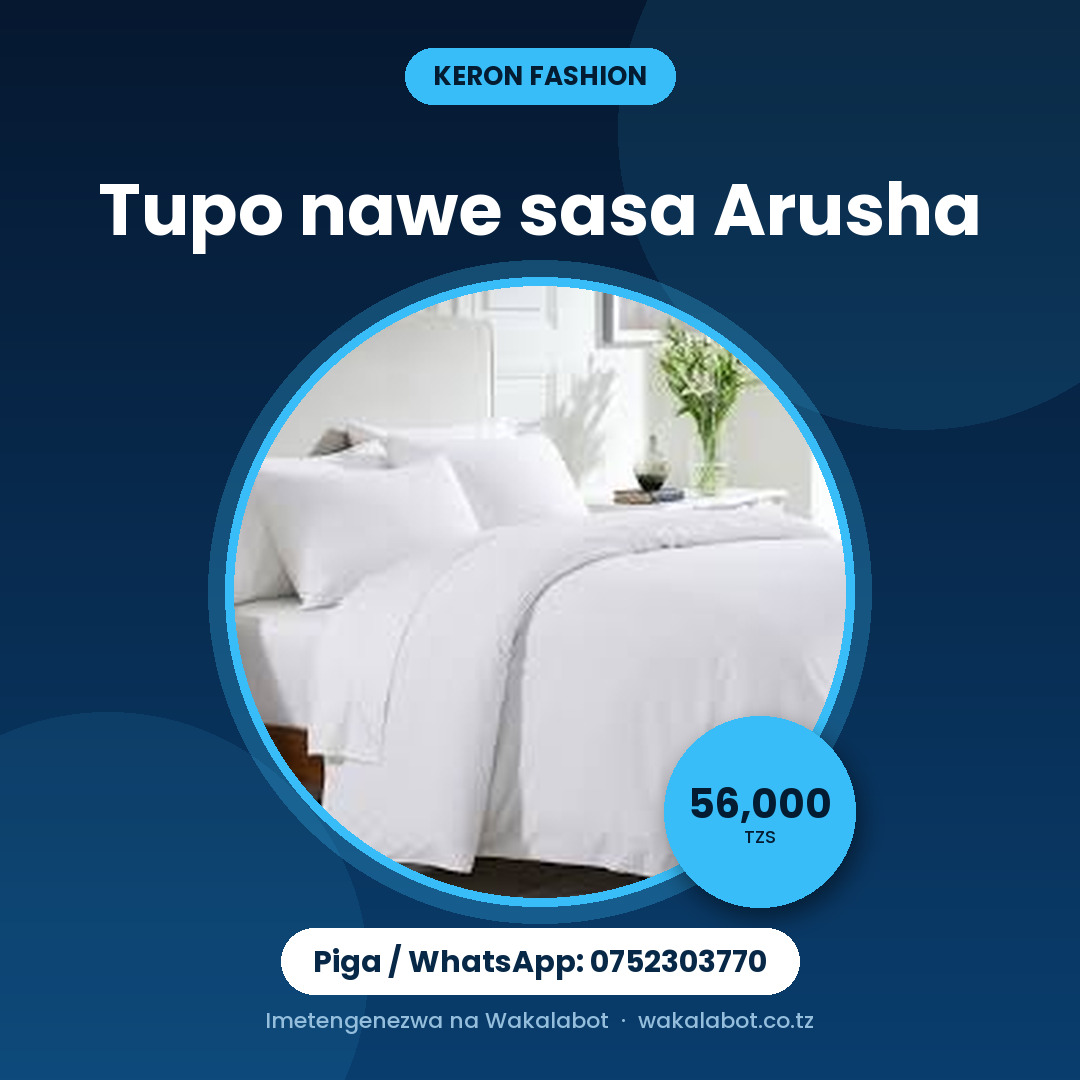 KERON FASHION
Tupo nawe sasa Arusha
56,000
TZS
Piga / WhatsApp: 0752303770
Imetengenezwa na Wakalabot · wakalabot.co.tz